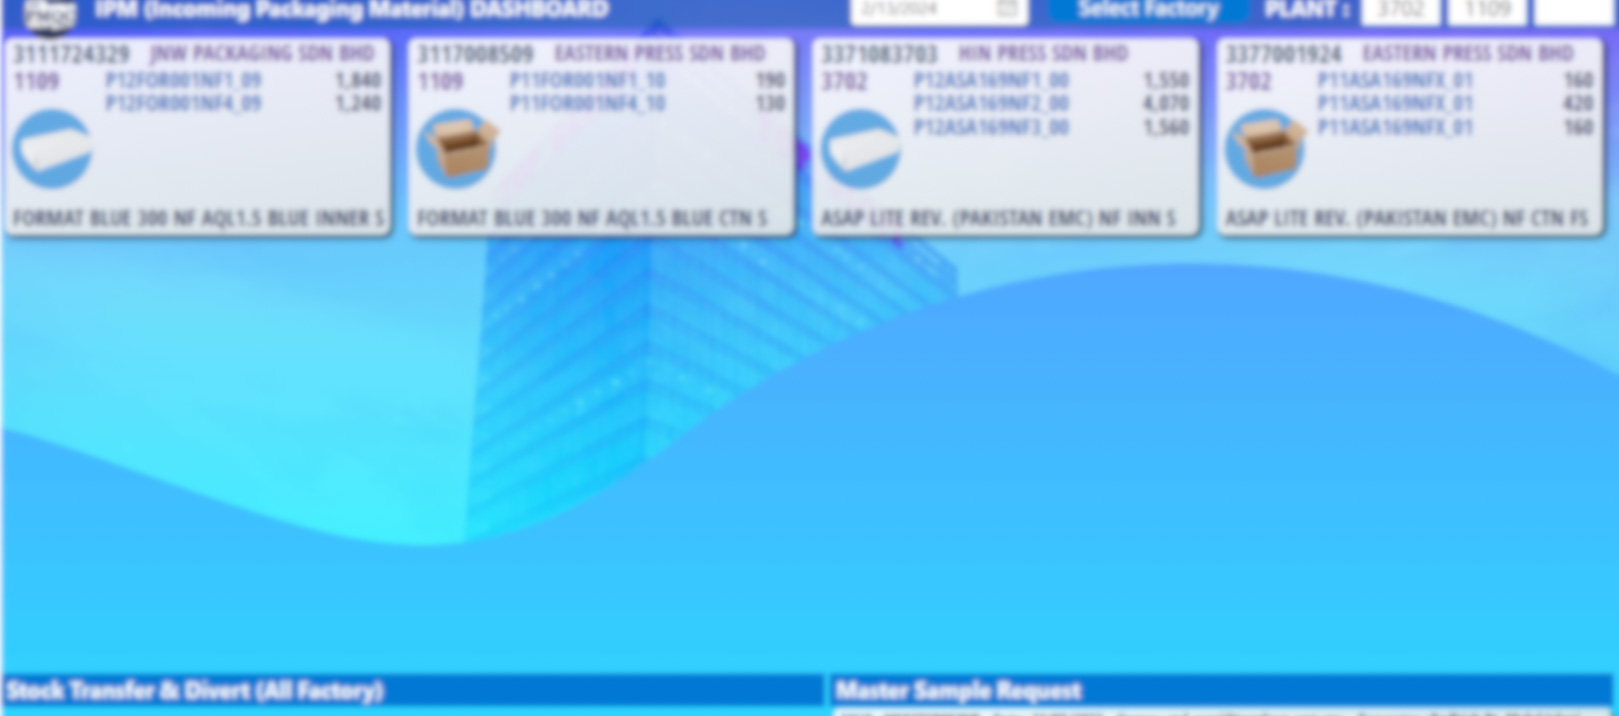 IPM (Incoming Packaging Material) DASHBOARD
2/13/2024
Select Factory
PLANT :
3702
1109
3111724329 JNW PACKAGING SDN BHD
1109
P12FOR001NF1_09 1,840
P12FOR001NF4_09 1,240
FORMAT BLUE 300 NF AQL1.5 BLUE INNER S
3117008509 EASTERN PRESS SDN BHD
1109
P11FOR001NF1_10 190
P11FOR001NF4_10 130
FORMAT BLUE 300 NF AQL1.5 BLUE CTN S
3371083703 HIN PRESS SDN BHD
3702
P12ASA169NF1_00 1,550
P12ASA169NF2_00 4,070
P12ASA169NF3_00 1,560
ASAP LITE REV. (PAKISTAN EMC) NF INN S
3377001924 EASTERN PRESS SDN BHD
3702
P11ASA169NFX_01 160
P11ASA169NFX_01 420
P11ASA169NFX_01 160
ASAP LITE REV. (PAKISTAN EMC) NF CTN FS
Stock Transfer & Divert (All Factory)
Master Sample Request